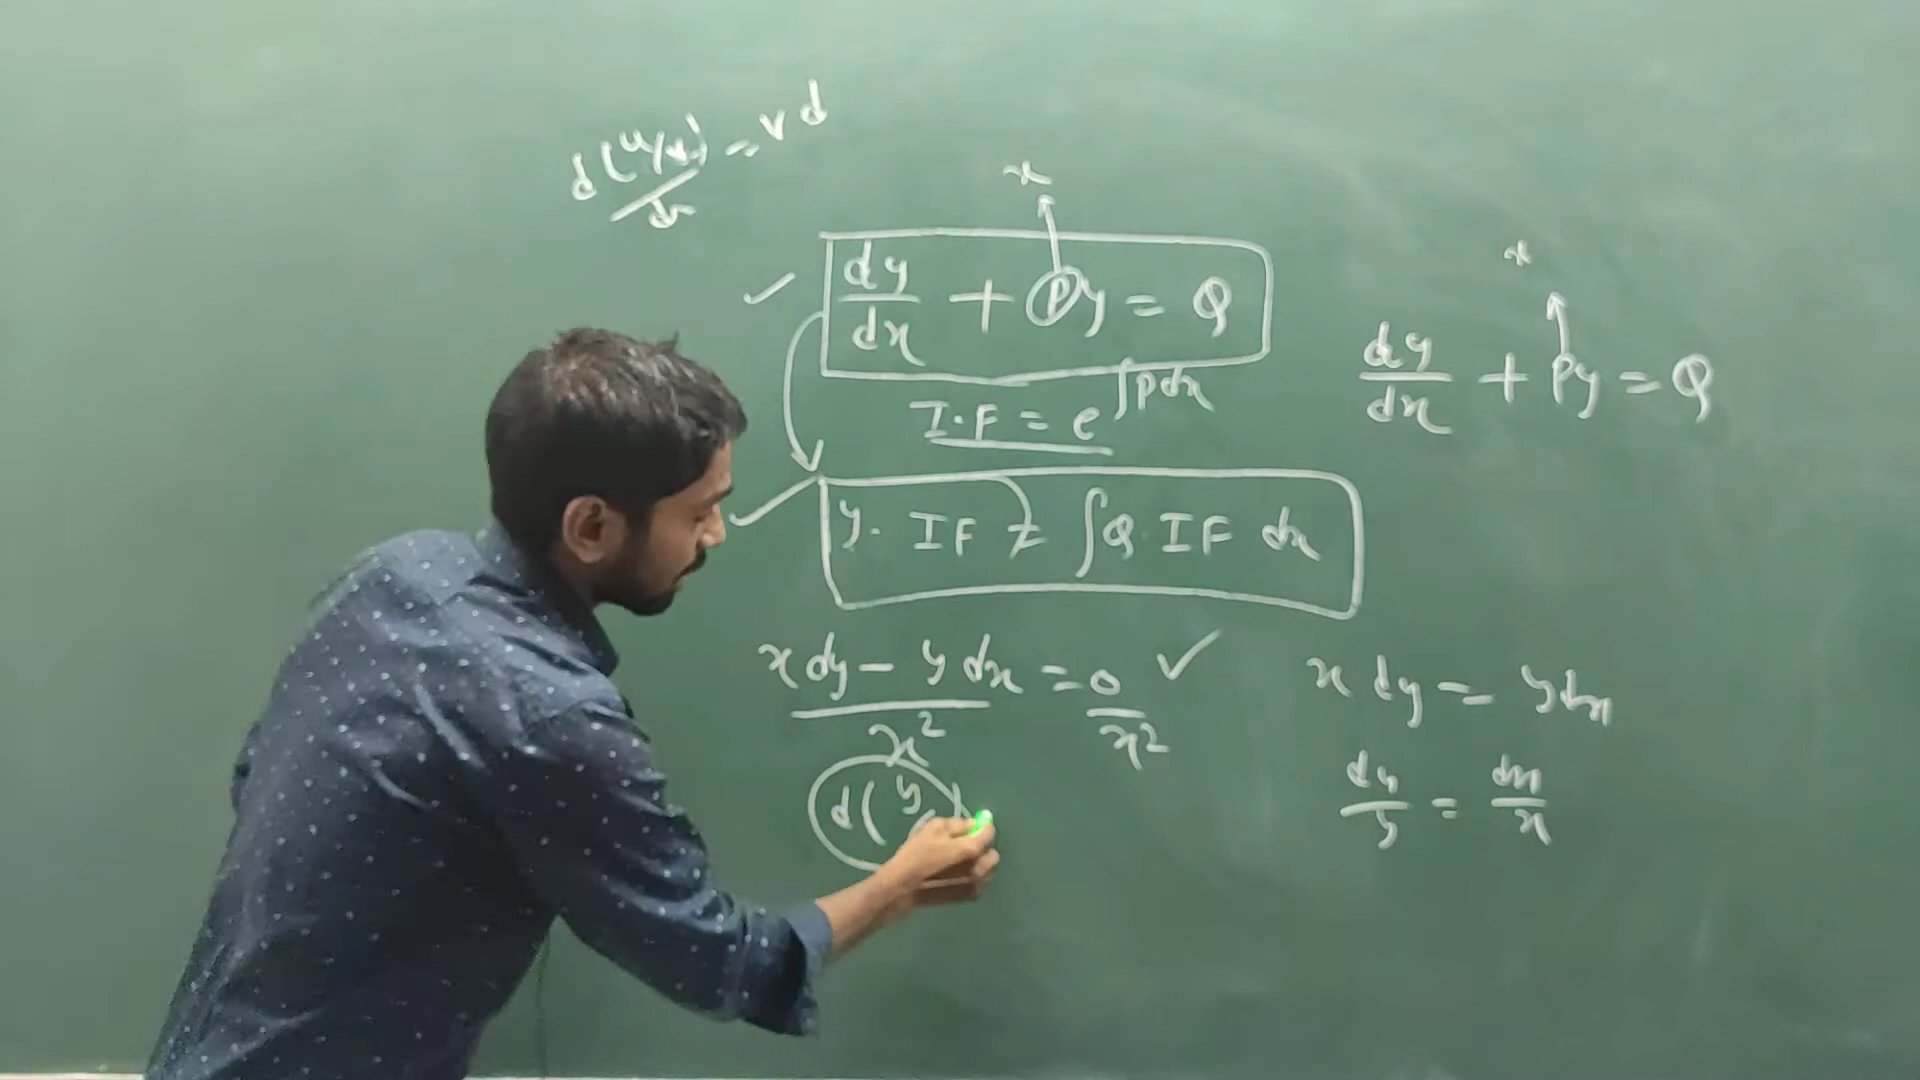 d(u/v)/dx = v d
x
dy/dx + Py = Q
I.F = e^∫Pdx
y. IF = ∫Q. IF dx
(x dy - y dx)/x² = 0/x² ✓
d(y
x
dy/dx + Py = Q
x dy = y dx
dy/y = dx/x